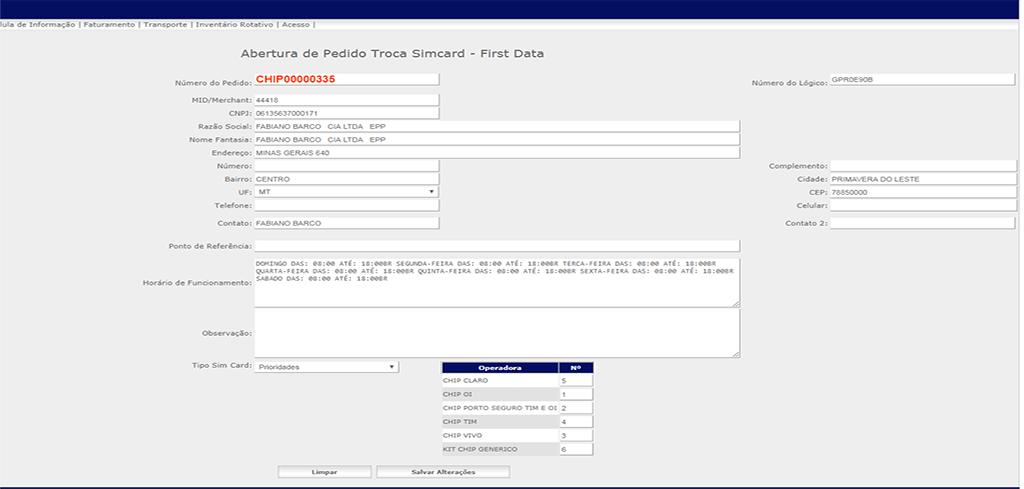 lula de Informação | Faturamento | Transporte | Inventário Rotativo | Acesso |
Abertura de Pedido Troca Simcard - First Data
Número do Pedido: CHIP00000335 Número do Lógico: GPR0E90B
MID/Merchant: 44418
CNPJ: 06135637000171
Razão Social: FABIANO BARCO CIA LTDA EPP
Nome Fantasia: FABIANO BARCO CIA LTDA EPP
Endereço: MINAS GERAIS 640
Número: Complemento:
Bairro: CENTRO Cidade: PRIMAVERA DO LESTE
UF: MT CEP: 78850000
Telefone: Celular:
Contato: FABIANO BARCO Contato 2:
Ponto de Referência:
DOMINGO DAS: 08:00 ATÉ: 18:00BR SEGUNDA-FEIRA DAS: 08:00 ATÉ: 18:00BR TERCA-FEIRA DAS: 08:00 ATÉ: 18:00BR
QUARTA-FEIRA DAS: 08:00 ATÉ: 18:00BR QUINTA-FEIRA DAS: 08:00 ATÉ: 18:00BR SEXTA-FEIRA DAS: 08:00 ATÉ: 18:00BR
SABADO DAS: 08:00 ATÉ: 18:00BR
Horário de Funcionamento:
Observação:
Tipo Sim Card: Prioridades
Operadora Nº
CHIP CLARO 5
CHIP OI 1
CHIP PORTO SEGURO TIM E OI 2
CHIP TIM 4
CHIP VIVO 3
KIT CHIP GENERICO 6
Limpar Salvar Alterações